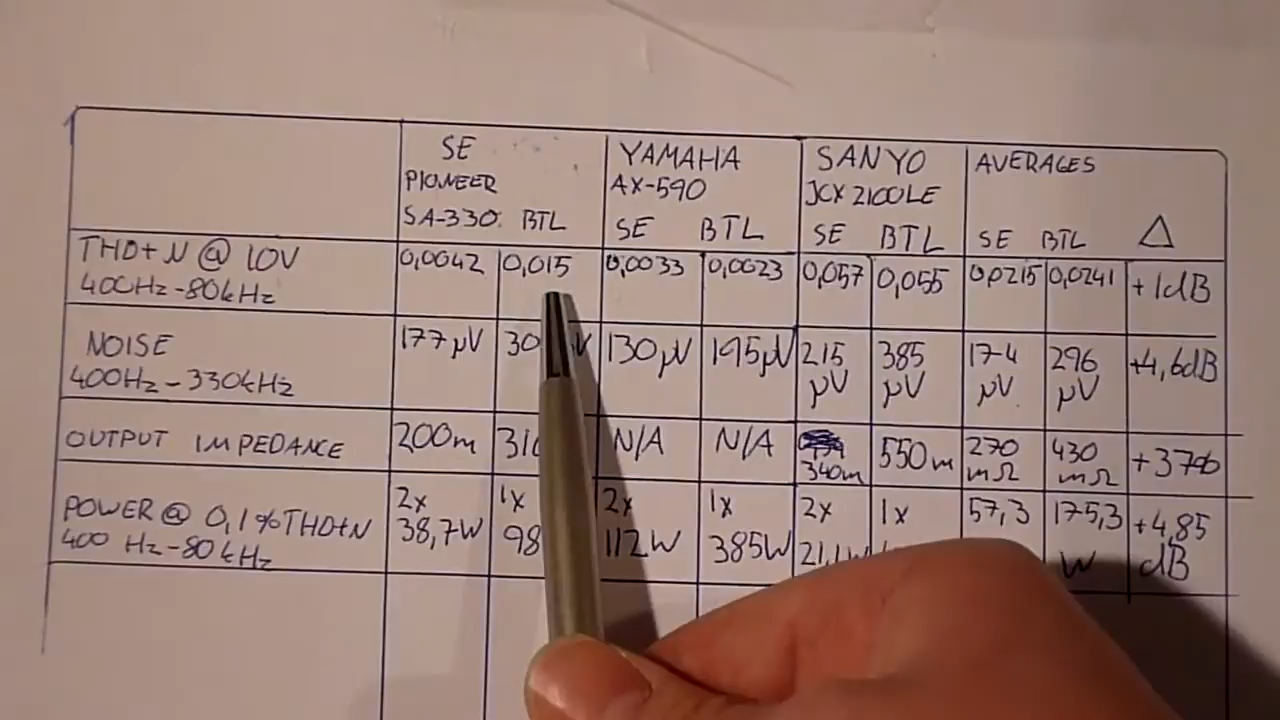 SE
PIONEER
SA-330. BTL
YAMAHA
AX-590
SE BTL
SANYO
JCX 2100LE
SE BTL
AVERAGES
SE BTL Δ
THD+N @ 10V
400Hz-80kHz
0,0042 0,015 0,0033 0,0023 0,057 0,055 0,0215 0,0241 +1dB
NOISE
400Hz-330kHz
177μV 130μV 195μV 215 μV 385 μV 174 μV 296 μV +4,6dB
OUTPUT IMPEDANCE
200m N/A N/A 340m 550m 270 mΩ 430 mΩ +37%
POWER @ 0,1%THD+N
400 Hz-80kHz
2x 38,7W 1x 2x 112W 1x 385W 2x 21,1W 1x 57,3 175,3 W +4,85 dB